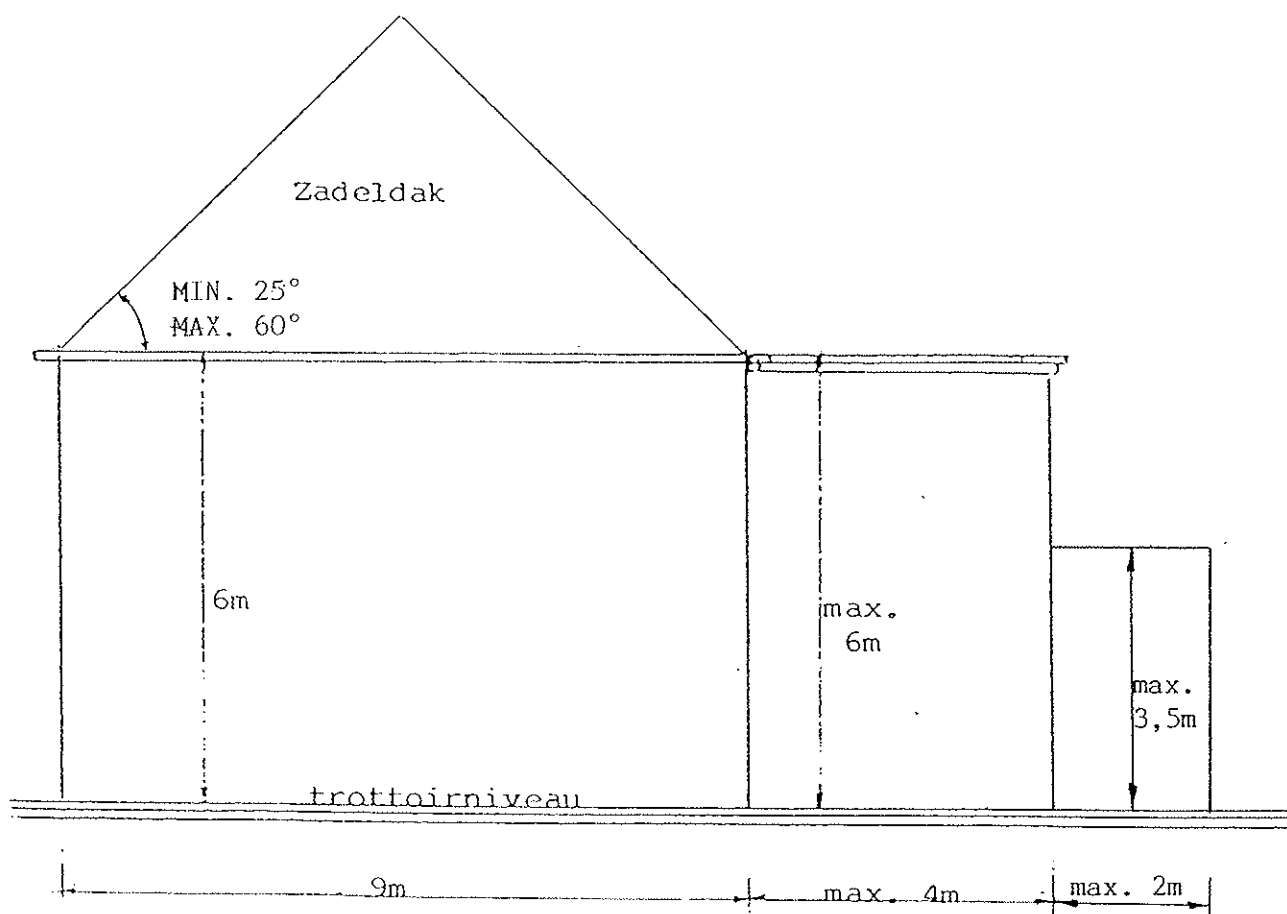 Zadeldak
MIN. 25°
MAX. 60°
6m
max.
6m
max.
3,5m
trottoirniveau
9m
max. 4m
max. 2m